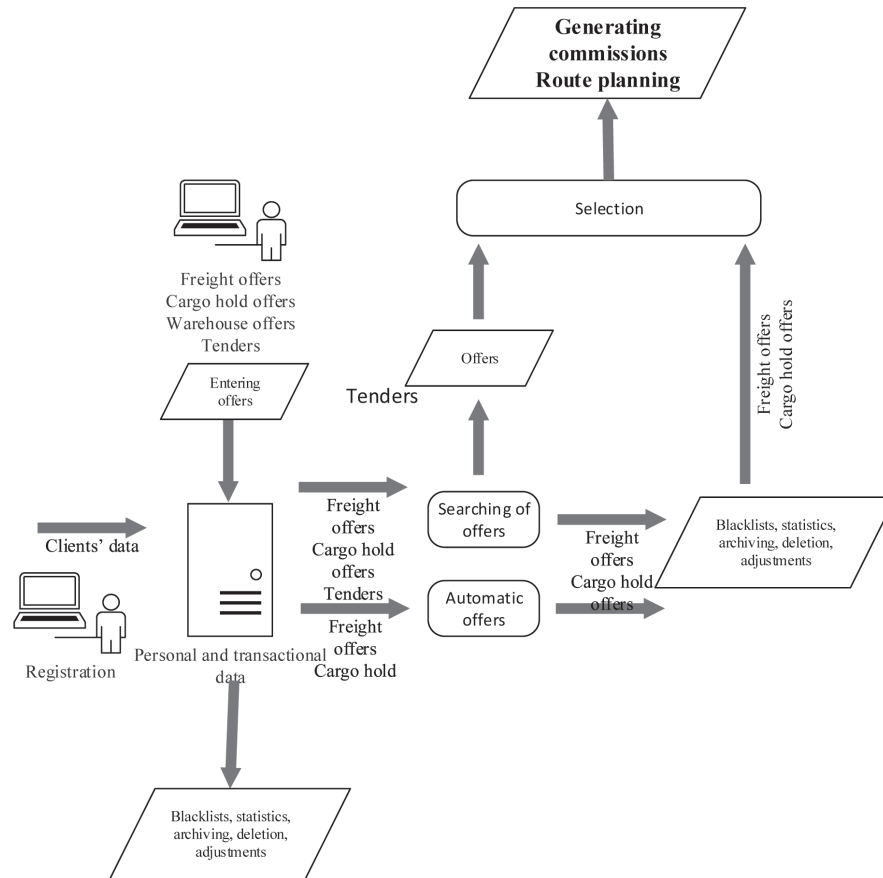 Generating
commissions
Route planning
Selection
Freight offers
Cargo hold offers
Warehouse offers
Tenders
Entering
offers
Offers
Tenders
Freight offers
Cargo hold offers
Clients' data
Registration
Personal and transactional
data
Freight
offers
Cargo hold
offers
Tenders
Freight
offers
Cargo hold
Searching of
offers
Automatic
offers
Freight
offers
Cargo hold
offers
Blacklists, statistics,
archiving, deletion,
adjustments
Blacklists, statistics,
archiving, deletion,
adjustments